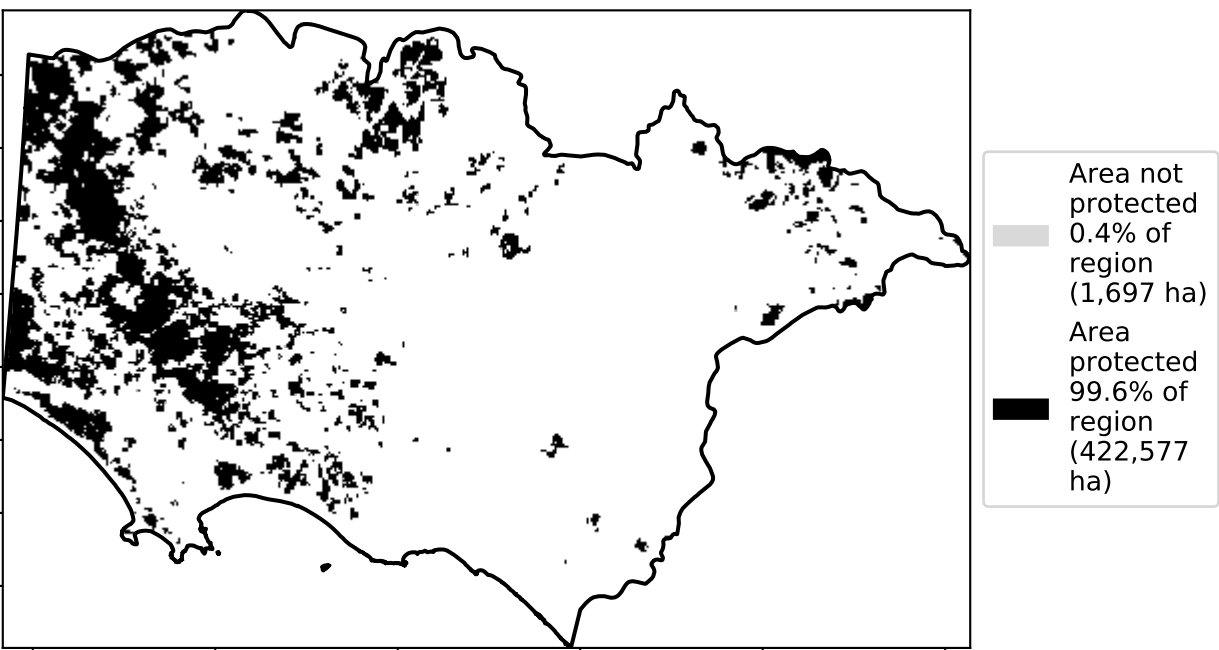 Area not
protected
0.4% of
region
(1,697 ha)
Area
protected
99.6% of
region
(422,577
ha)